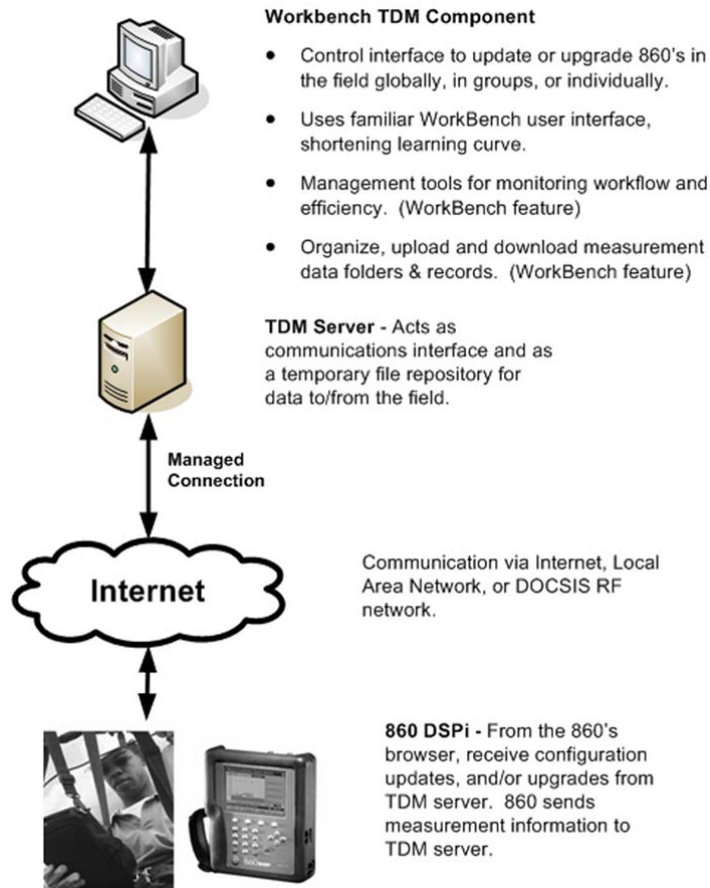 Workbench TDM Component
• Control interface to update or upgrade 860's in
the field globally, in groups, or individually.
• Uses familiar WorkBench user interface,
shortening learning curve.
• Management tools for monitoring workflow and
efficiency. (WorkBench feature)
• Organize, upload and download measurement
data folders & records. (WorkBench feature)
TDM Server - Acts as
communications interface and as
a temporary file repository for
data to/from the field.
Managed
Connection
Internet
Communication via Internet, Local
Area Network, or DOCSIS RF
network.
860 DSPi - From the 860's
browser, receive configuration
updates, and/or upgrades from
TDM server. 860 sends
measurement information to
TDM server.
860